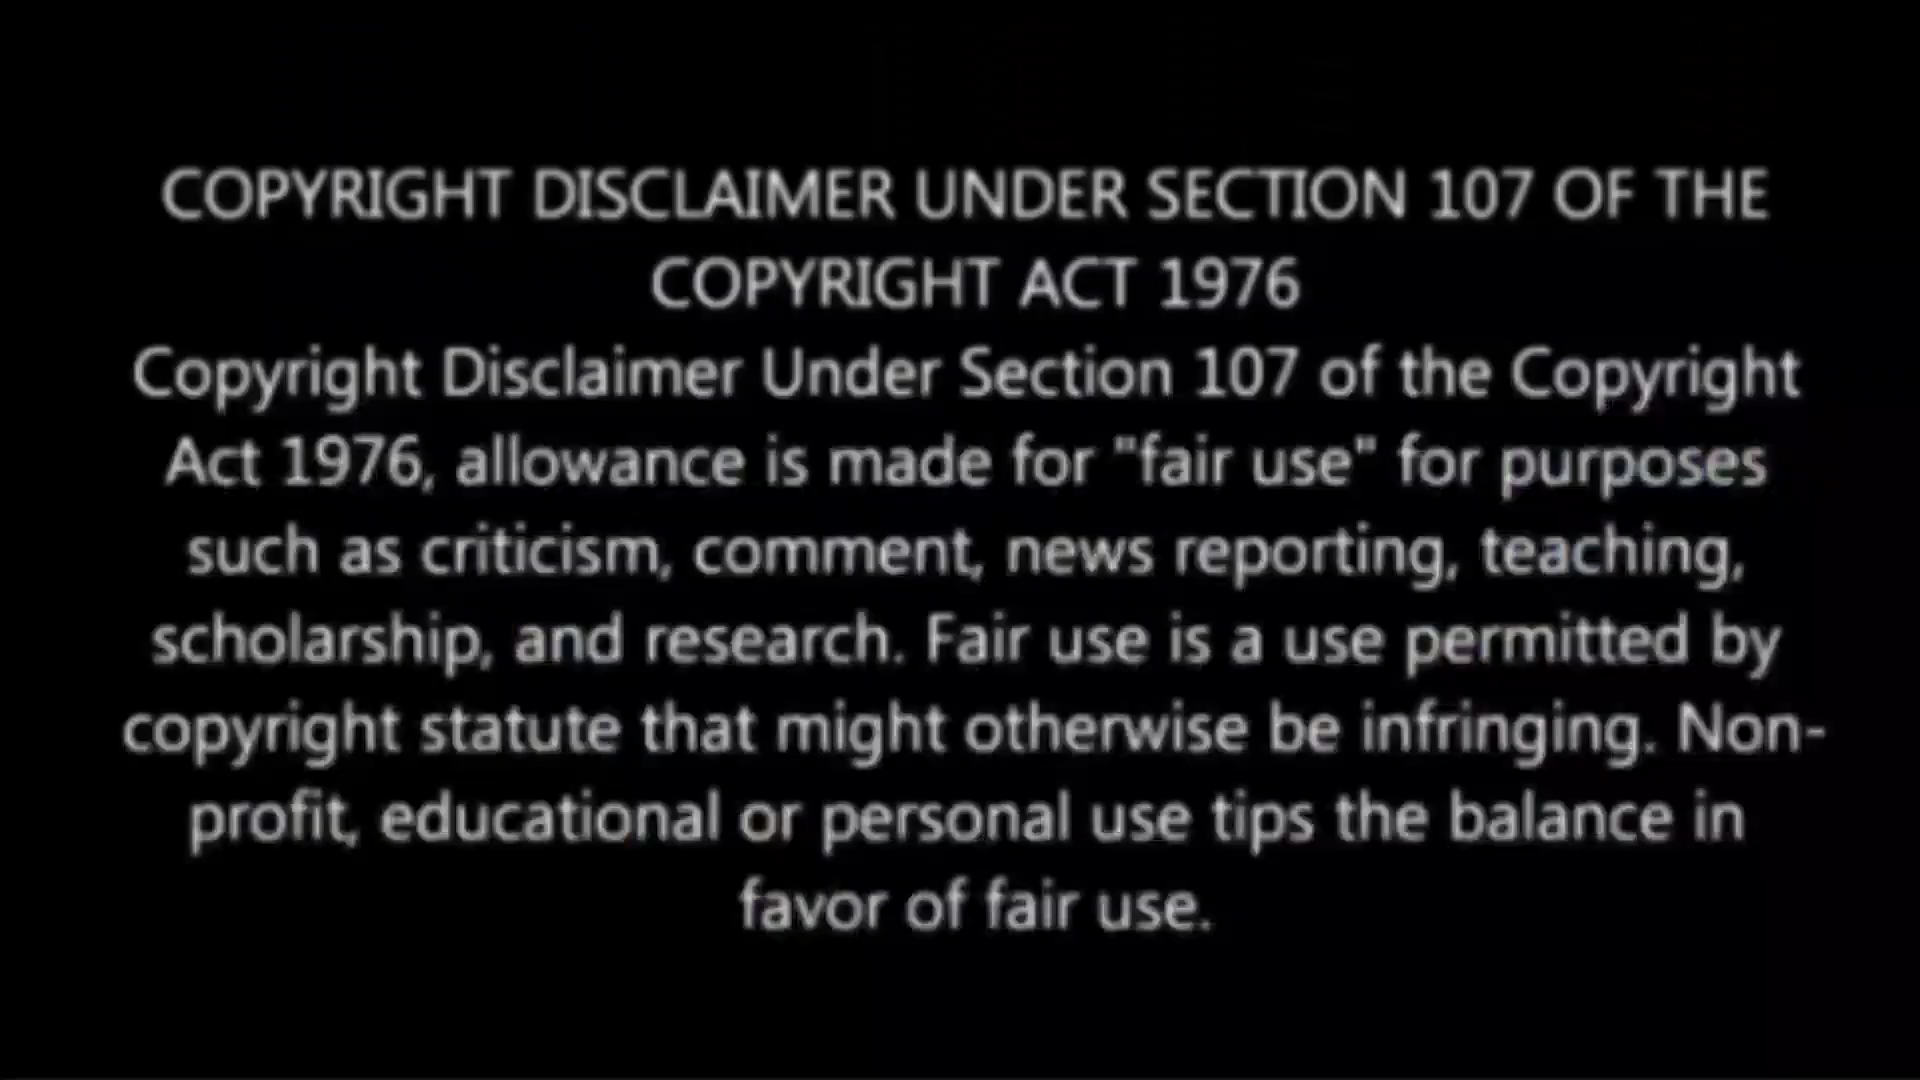 COPYRIGHT DISCLAIMER UNDER SECTION 107 OF THE
COPYRIGHT ACT 1976
Copyright Disclaimer Under Section 107 of the Copyright
Act 1976, allowance is made for "fair use" for purposes
such as criticism, comment, news reporting, teaching,
scholarship, and research. Fair use is a use permitted by
copyright statute that might otherwise be infringing. Non-
profit, educational or personal use tips the balance in
favor of fair use.